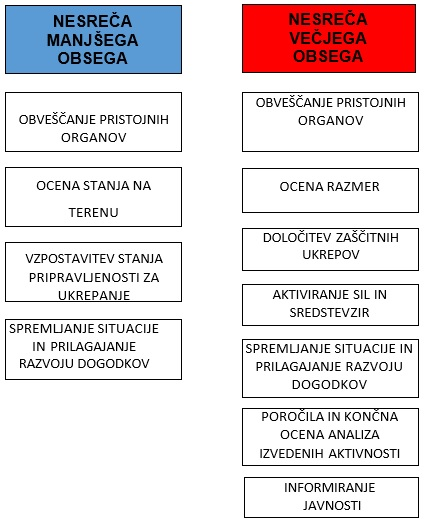 NESREČA
MANJŠEGA
OBSEGA
OBVEŠČANJE PRISTOJNIH
ORGANOV
OCENA STANJA NA
TERENU
VZPOSTAVITEV STANJA
PRIPRAVLJENOSTI ZA
UKREPANJE
SPREMLJANJE SITUACIJE
IN PRILAGAJANJE
RAZVOJU DOGODKOV
NESREČA
VEČJEGA
OBSEGA
OBVEŠČANJE PRISTOJNIH
ORGANOV
OCENA RAZMER
DOLOČITEV ZAŠČITNIH
UKREPOV
AKTIVIRANJE SIL IN
SREDSTEVZIR
SPREMLJANJE SITUACIJE IN
PRILAGAJANJE RAZVOJU
DOGODKOV
POROČILA IN KONČNA
OCENA ANALIZA
IZVEDENIH AKTIVNOSTI
INFORMIRANJE
JAVNOSTI